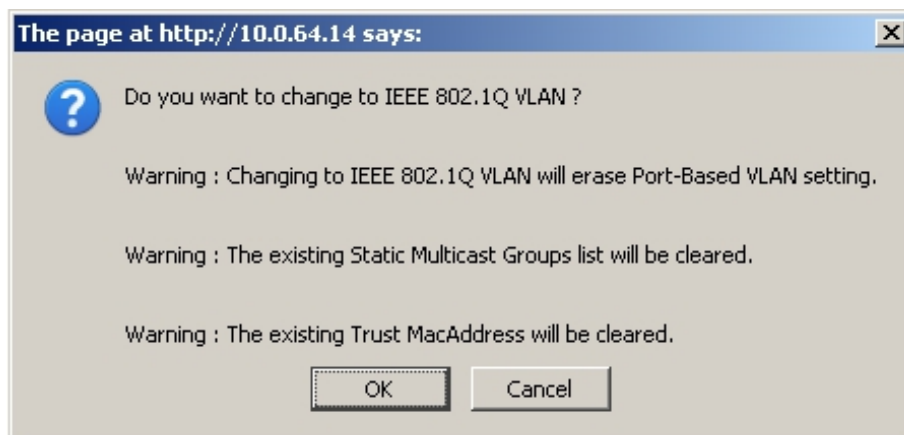 The page at http://10.0.64.14 says:
Do you want to change to IEEE 802.1Q VLAN ?
Warning : Changing to IEEE 802.1Q VLAN will erase Port-Based VLAN setting.
Warning : The existing Static Multicast Groups list will be cleared.
Warning : The existing Trust MacAddress will be cleared.
OK Cancel